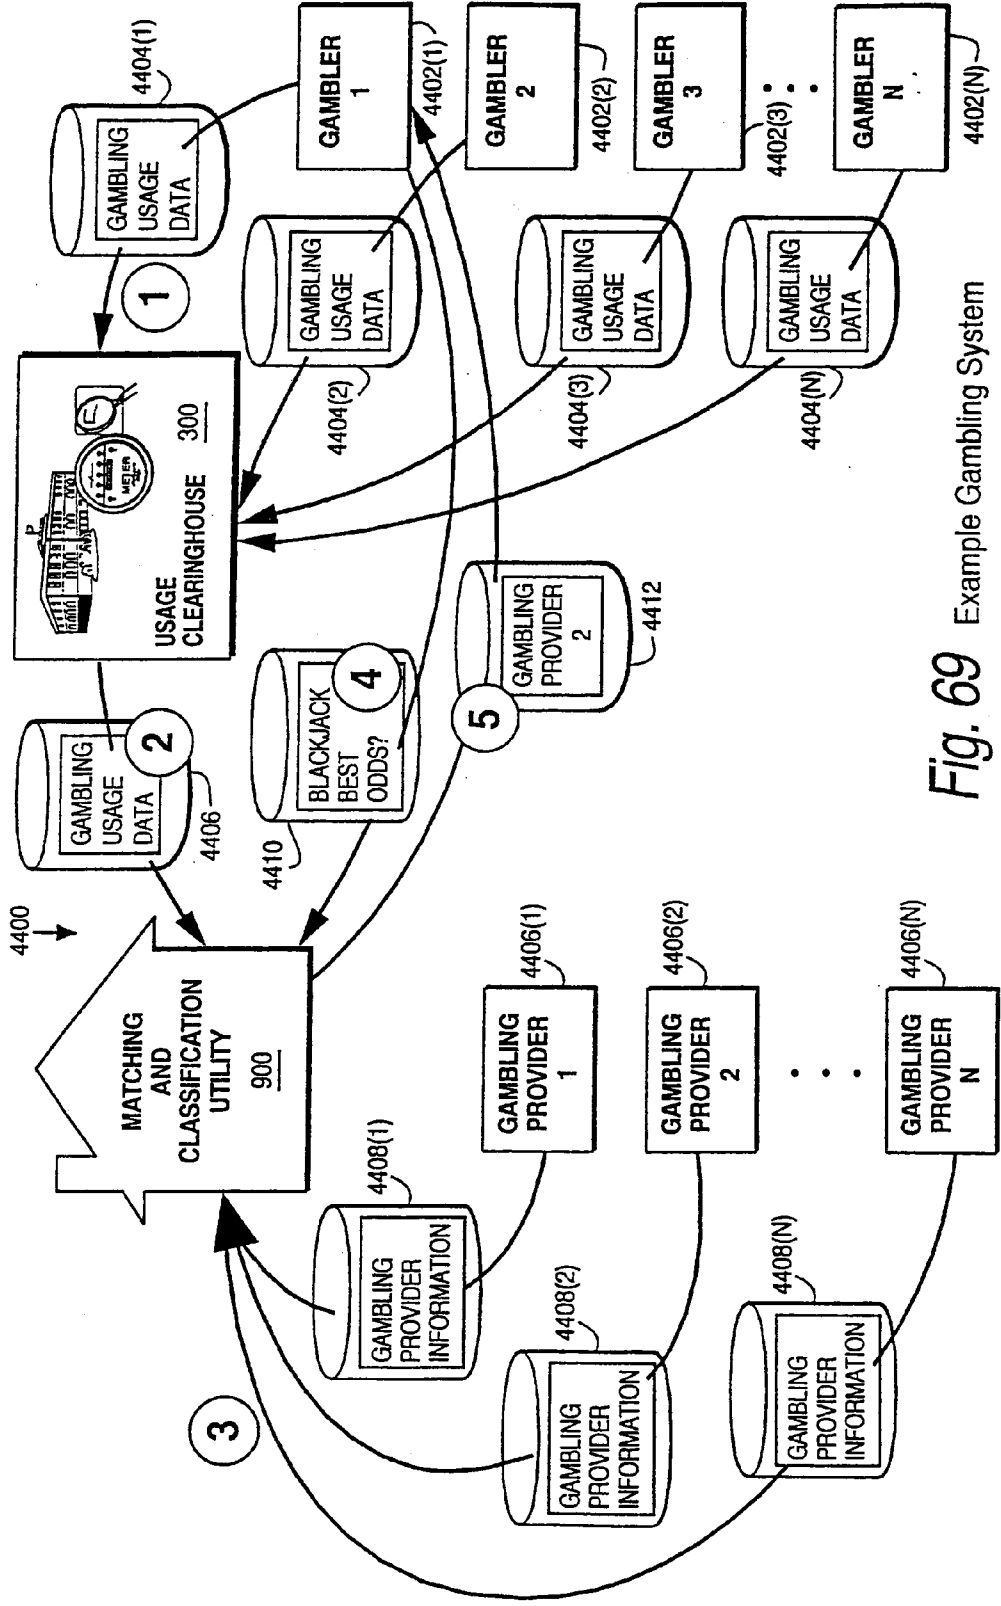 4400
MATCHING
AND
CLASSIFICATION
UTILITY
900
GAMBLING
USAGE
DATA
2
4406
USAGE
CLEARINGHOUSE
300
METER
1
GAMBLING
USAGE
DATA
4404(1)
GAMBLER
1
4402(1)
GAMBLING
USAGE
DATA
4404(2)
GAMBLER
2
4402(2)
GAMBLING
USAGE
DATA
4404(3)
GAMBLER
3
4402(3)
GAMBLING
USAGE
DATA
4404(N)
GAMBLER
N
4402(N)
BLACKJACK
BEST
ODDS?
4
4410
5
GAMBLING
PROVIDER
2
4412
3
GAMBLING
PROVIDER
INFORMATION
4408(1)
GAMBLING
PROVIDER
1
4406(1)
GAMBLING
PROVIDER
INFORMATION
4408(2)
GAMBLING
PROVIDER
2
4406(2)
GAMBLING
PROVIDER
INFORMATION
4408(N)
GAMBLING
PROVIDER
N
4406(N)
Fig. 69 Example Gambling System